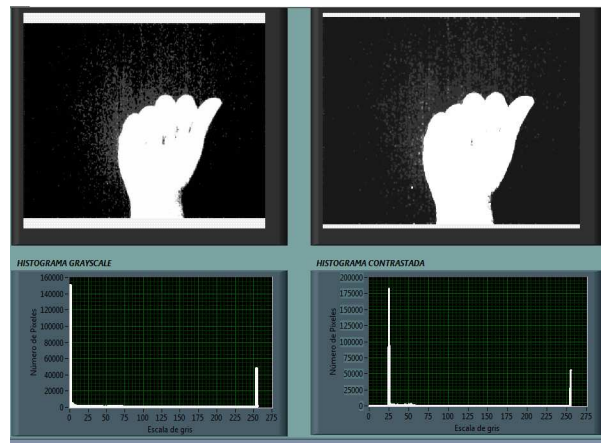 HISTOGRAMA GRAYSCALE
160000
140000
120000
100000
80000
60000
40000
20000
0
Número de Píxeles
0 25 50 75 100 125 150 175 200 225 250 275
Escala de gris
HISTOGRAMA CONTRASTADA
200000
175000
150000
125000
100000
75000
50000
25000
0
Número de Píxeles
0 25 50 75 100 125 150 175 200 225 250 275
Escala de gris